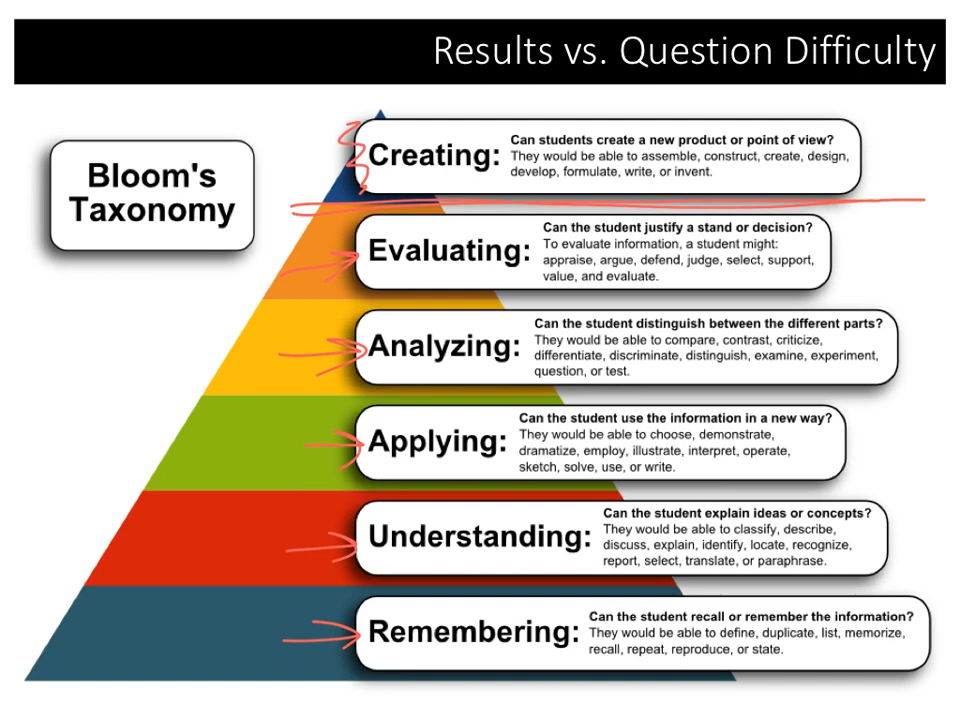 Results vs. Question Difficulty
Bloom's
Taxonomy
Creating:
Can students create a new product or point of view?
They would be able to assemble, construct, create, design,
develop, formulate, write, or invent.
Evaluating:
Can the student justify a stand or decision?
To evaluate information, a student might:
appraise, argue, defend, judge, select, support,
value, and evaluate.
Analyzing:
Can the student distinguish between the different parts?
They would be able to compare, contrast, criticize,
differentiate, discriminate, distinguish, examine, experiment,
question, or test.
Applying:
Can the student use the information in a new way?
They would be able to choose, demonstrate,
dramatize, employ, illustrate, interpret, operate,
sketch, solve, use, or write.
Understanding:
Can the student explain ideas or concepts?
They would be able to classify, describe,
discuss, explain, identify, locate, recognize,
report, select, translate, or paraphrase.
Remembering:
Can the student recall or remember the information?
They would be able to define, duplicate, list, memorize,
recall, repeat, reproduce, or state.